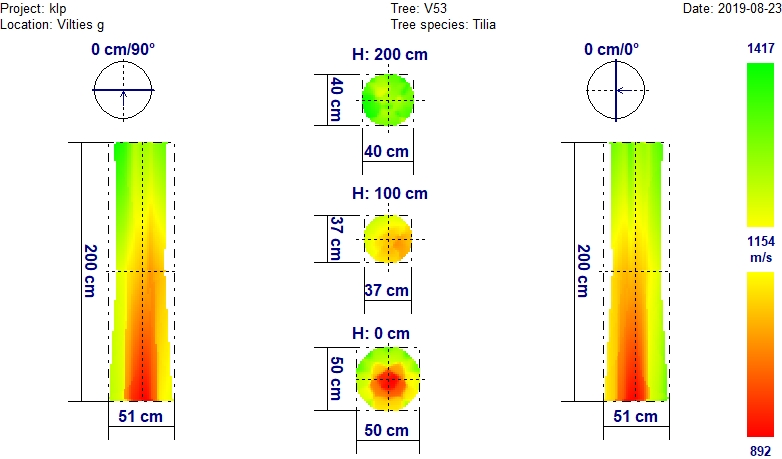 Project: klp
Tree: V53
Date: 2019-08-23
Location: Vilties g
Tree species: Tilia
0 cm/90°
H: 200 cm
0 cm/0°
1417
40 cm
40 cm
H: 100 cm
200 cm
37 cm
200 cm
1154
m/s
37 cm
H: 0 cm
50 cm
51 cm
50 cm
51 cm
892